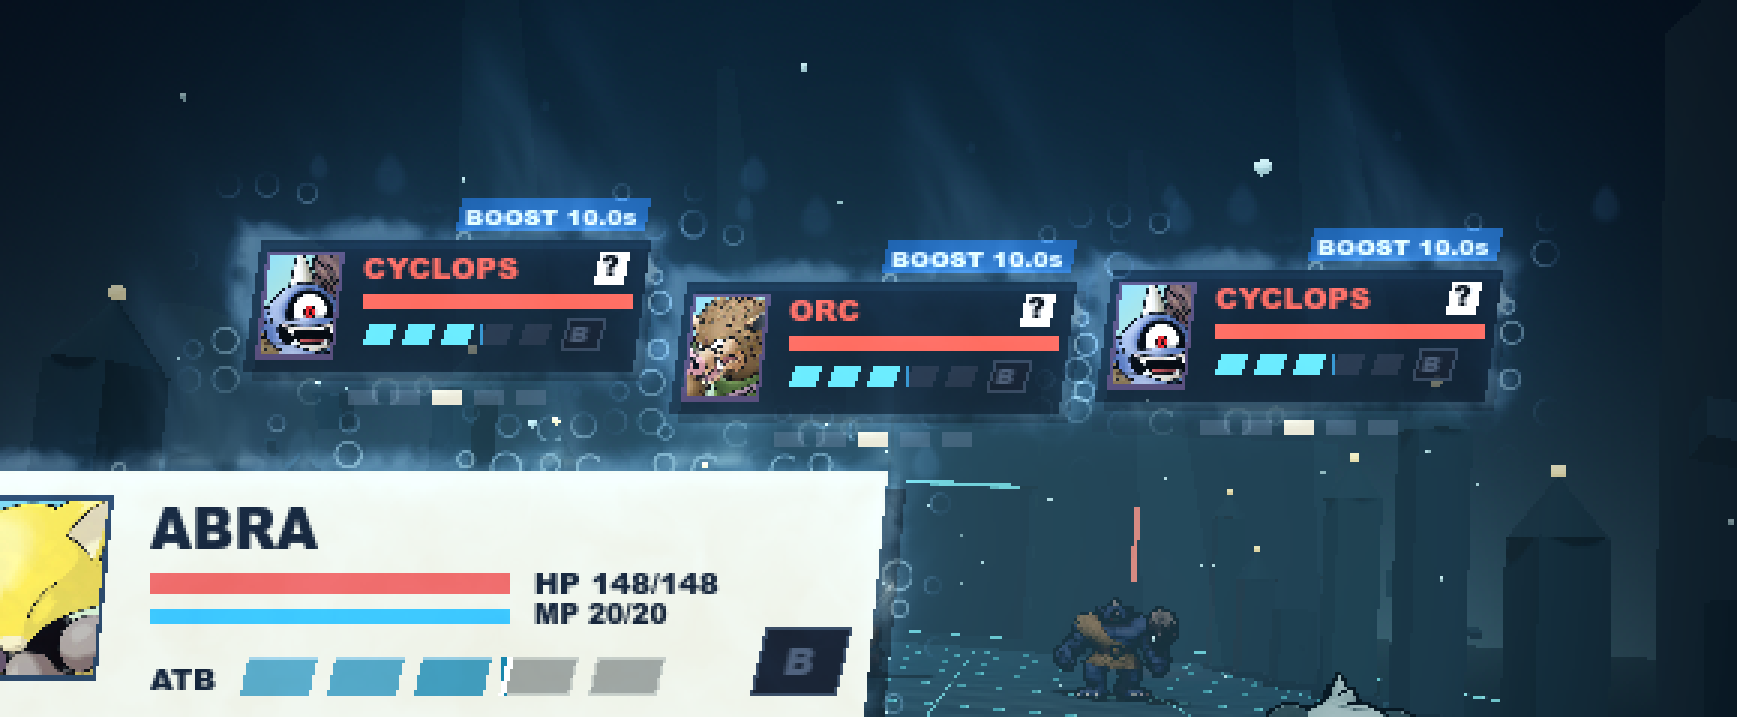 BOOST 10.0s
CYCLOPS ?
B
BOOST 10.0s
ORC ?
B
BOOST 10.0s
CYCLOPS ?
B
ABRA
HP 148/148
MP 20/20
ATB
B